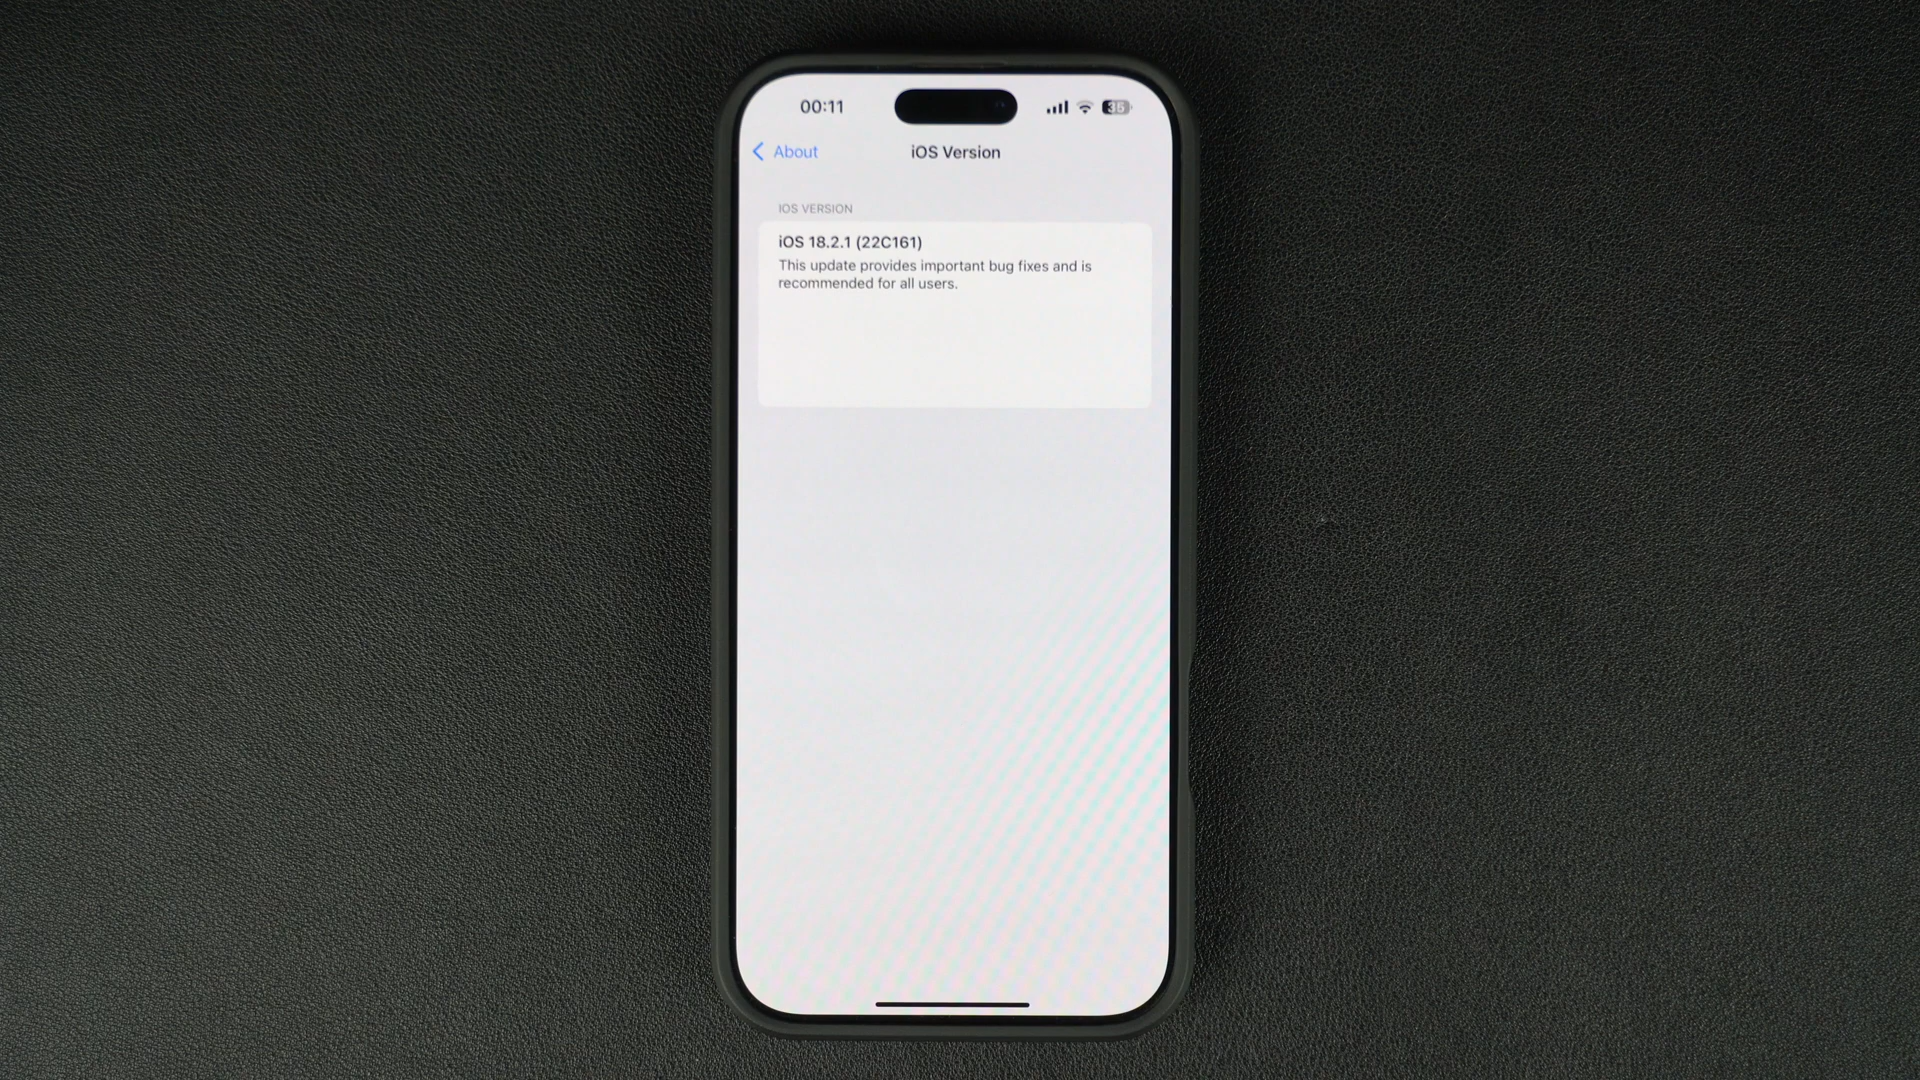 00:11
35
About
iOS Version
IOS VERSION
iOS 18.2.1 (22C161)
This update provides important bug fixes and is
recommended for all users.